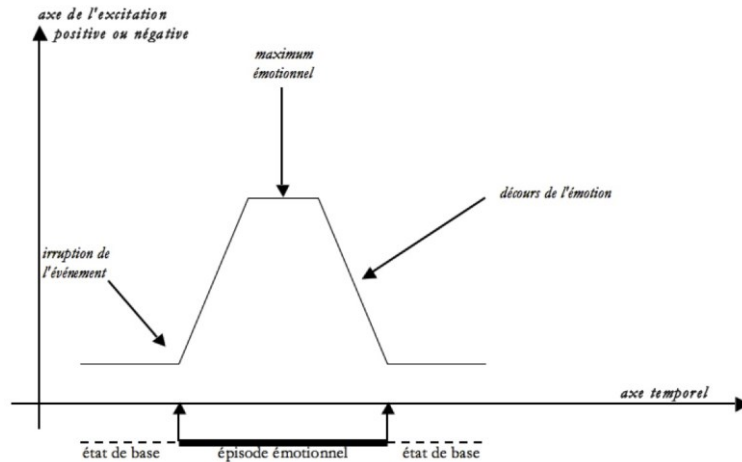 axe de l'excitation
positive ou négative
maximum
émotionnel
décours de l'émotion
irruption de
l'événement
axe temporel
état de base
épisode émotionnel
état de base